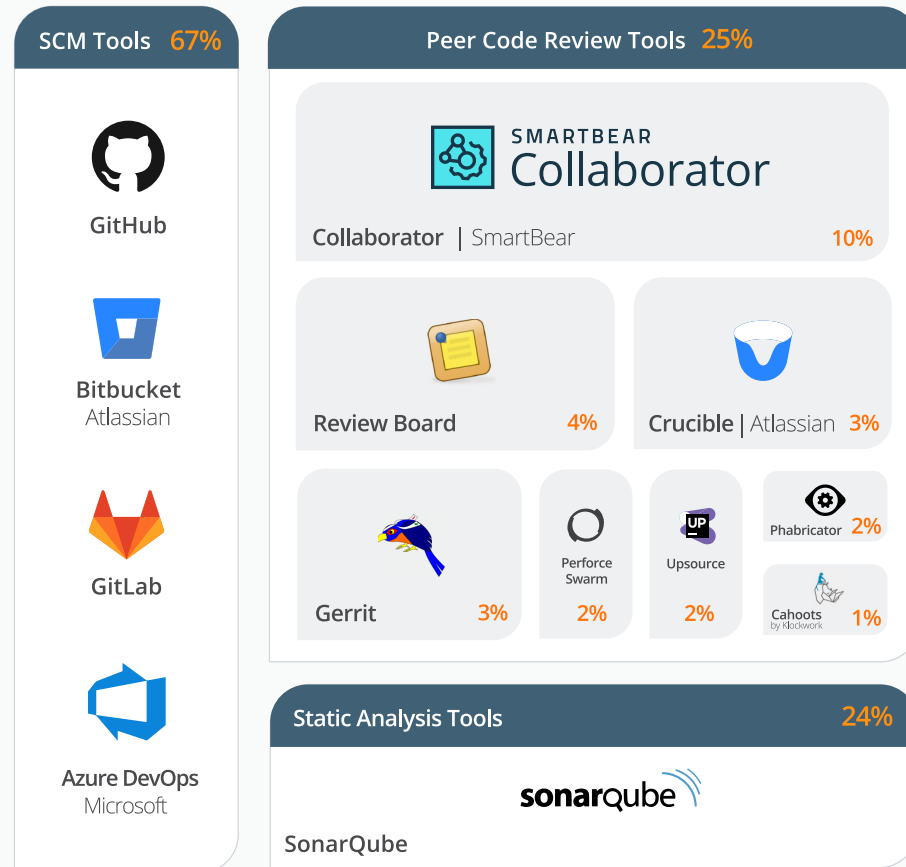 SCM Tools 67%
GitHub
Bitbucket
Atlassian
GitLab
Azure DevOps
Microsoft
Peer Code Review Tools 25%
SMARTBEAR
Collaborator
Collaborator | SmartBear 10%
Review Board 4%
Crucible | Atlassian 3%
Gerrit 3%
Perforce
Swarm
2%
UP
Upsource
2%
Phabricator 2%
Cahoots
by Klockwork
1%
Static Analysis Tools 24%
sonarqube
SonarQube